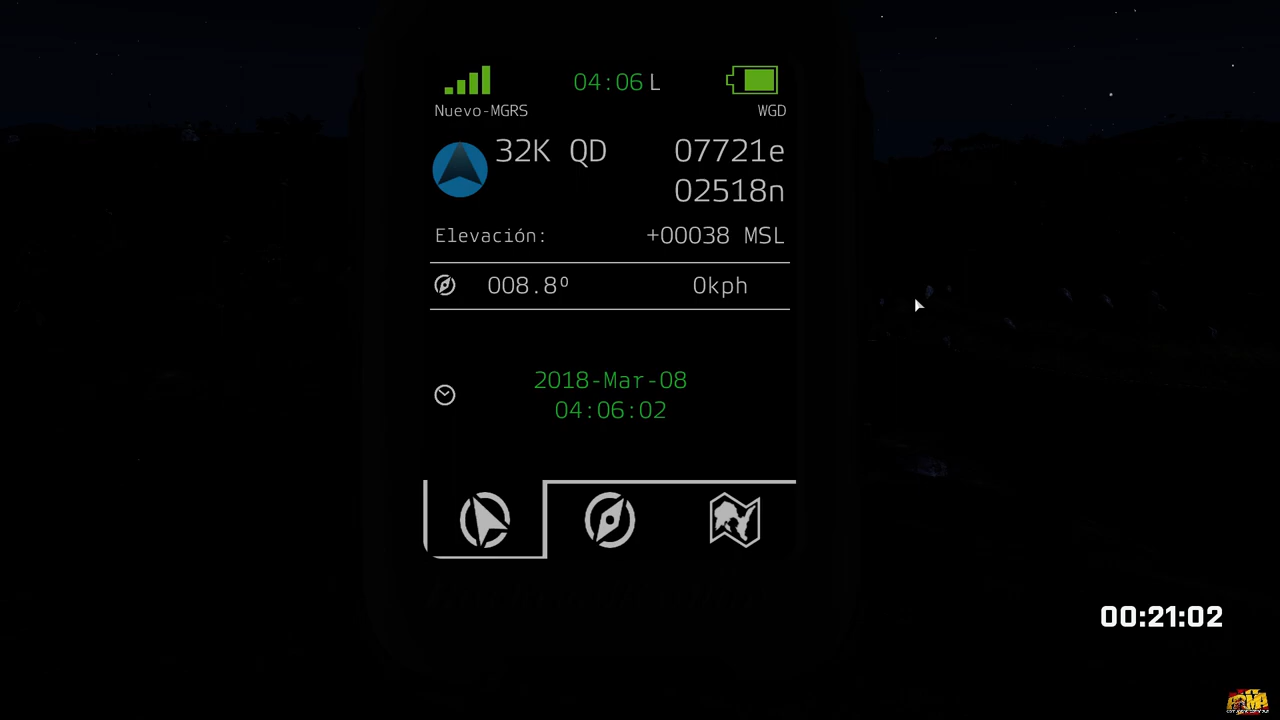 04:06 L
Nuevo-MGRS WGD
32K QD 07721e
02518n
Elevación: +00038 MSL
008.8º 0kph
2018-Mar-08
04:06:02
00:21:02
ARMA